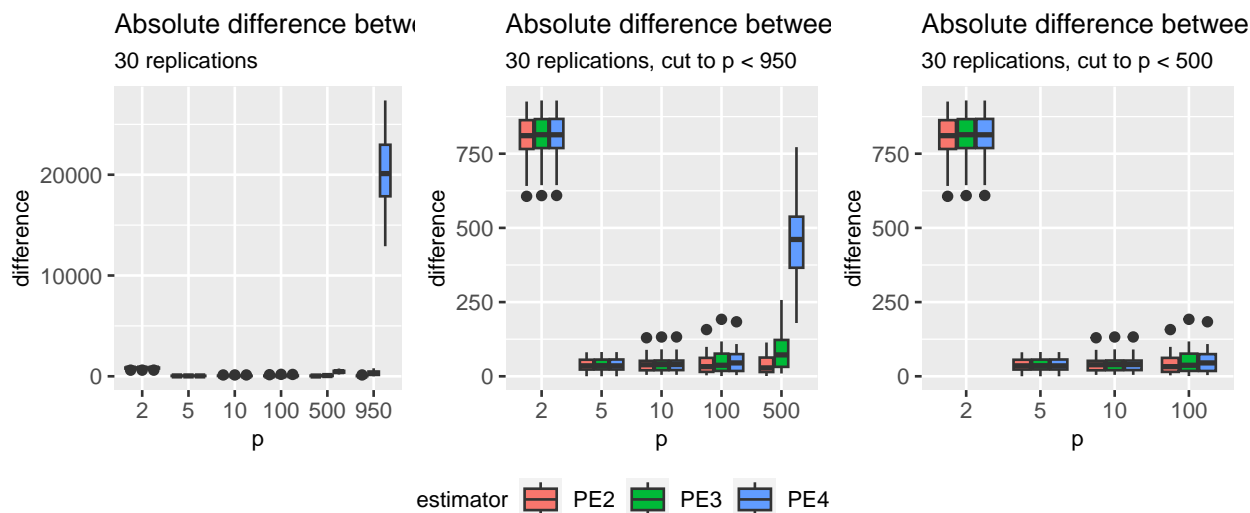 Absolute difference betwe
30 replications
difference
20000
10000
0
2 5 10 100 500 950
p
Absolute difference betwee
30 replications, cut to p < 950
difference
750
500
250
0
2 5 10 100 500
p
Absolute difference betwee
30 replications, cut to p < 500
difference
750
500
250
0
2 5 10 100
p
estimator PE2 PE3 PE4